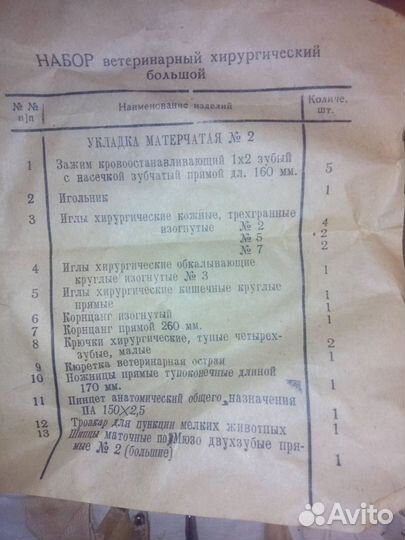 НАБОР ветеринарный хирургический
большой
№ № п|п Наименование изделий Количе. шт.
УКЛАДКА МАТЕРЧАТАЯ № 2
1 Зажим кровоостанавливающий 1х2 зубый
с насечкой зубчатый прямой дл. 160 мм. 5
2 Игольник 1
3 Иглы хирургические кожные, трехгранные
изогнутые № 2 4
№ 5 2
№ 7 2
4 Иглы хирургические обкалывающие
круглые изогнутые № 3 1
5 Иглы хирургические кишечные круглые
прямые 1
6 Корнцанг изогнутый 1
7 Корнцанг прямой 260 мм. 1
8 Крючки хирургические, тупые четырех-
зубые, малые 2
9 Кюретка ветеринарная острая 1
10 Ножницы прямые тупоконечные длиной
170 мм. 1
11 Пинцет анатомический общего назначения
ПА 150×2,5 1
12 Троакар для пункции мелких животных 1
13 Щипцы маточные по Мюзо двухзубые пря-
мые № 2 (большие) 1
Avito